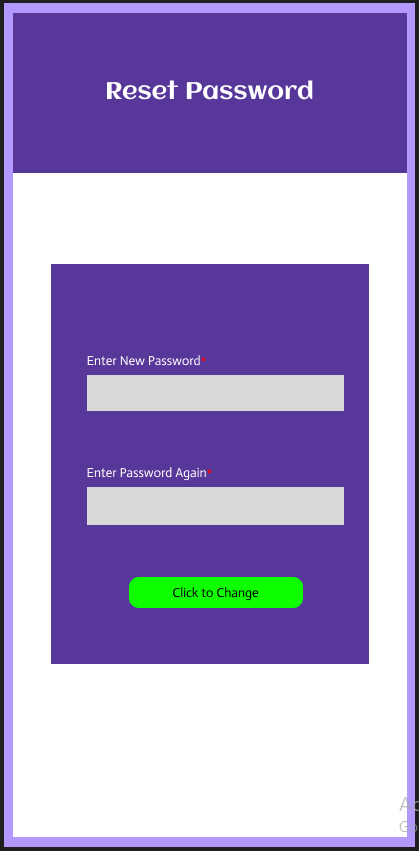 Reset Password
Enter New Password*
Enter Password Again*
Click to Change